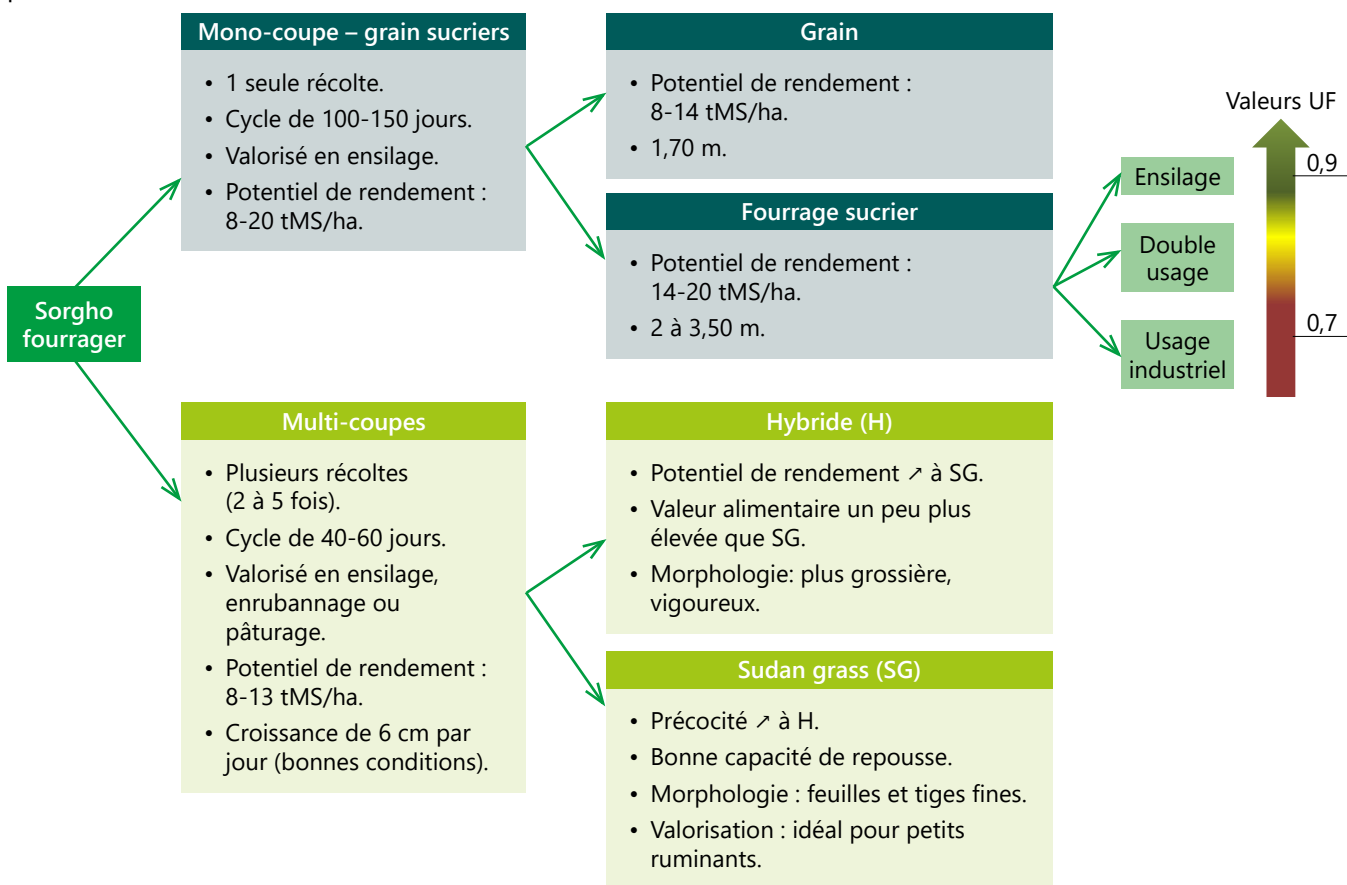 Sorgho
fourrager
Mono-coupe – grain sucriers
• 1 seule récolte.
• Cycle de 100-150 jours.
• Valorisé en ensilage.
• Potentiel de rendement :
8-20 tMS/ha.
Grain
• Potentiel de rendement :
8-14 tMS/ha.
• 1,70 m.
Fourrage sucrier
• Potentiel de rendement :
14-20 tMS/ha.
• 2 à 3,50 m.
Ensilage
Double
usage
Usage
industriel
Valeurs UF
0,9
0,7
Multi-coupes
• Plusieurs récoltes
(2 à 5 fois).
• Cycle de 40-60 jours.
• Valorisé en ensilage,
enrubannage ou
pâturage.
• Potentiel de rendement :
8-13 tMS/ha.
• Croissance de 6 cm par
jour (bonnes conditions).
Hybride (H)
• Potentiel de rendement ↗ à SG.
• Valeur alimentaire un peu plus
élevée que SG.
• Morphologie: plus grossière,
vigoureux.
Sudan grass (SG)
• Précocité ↗ à H.
• Bonne capacité de repousse.
• Morphologie : feuilles et tiges fines.
• Valorisation : idéal pour petits
ruminants.